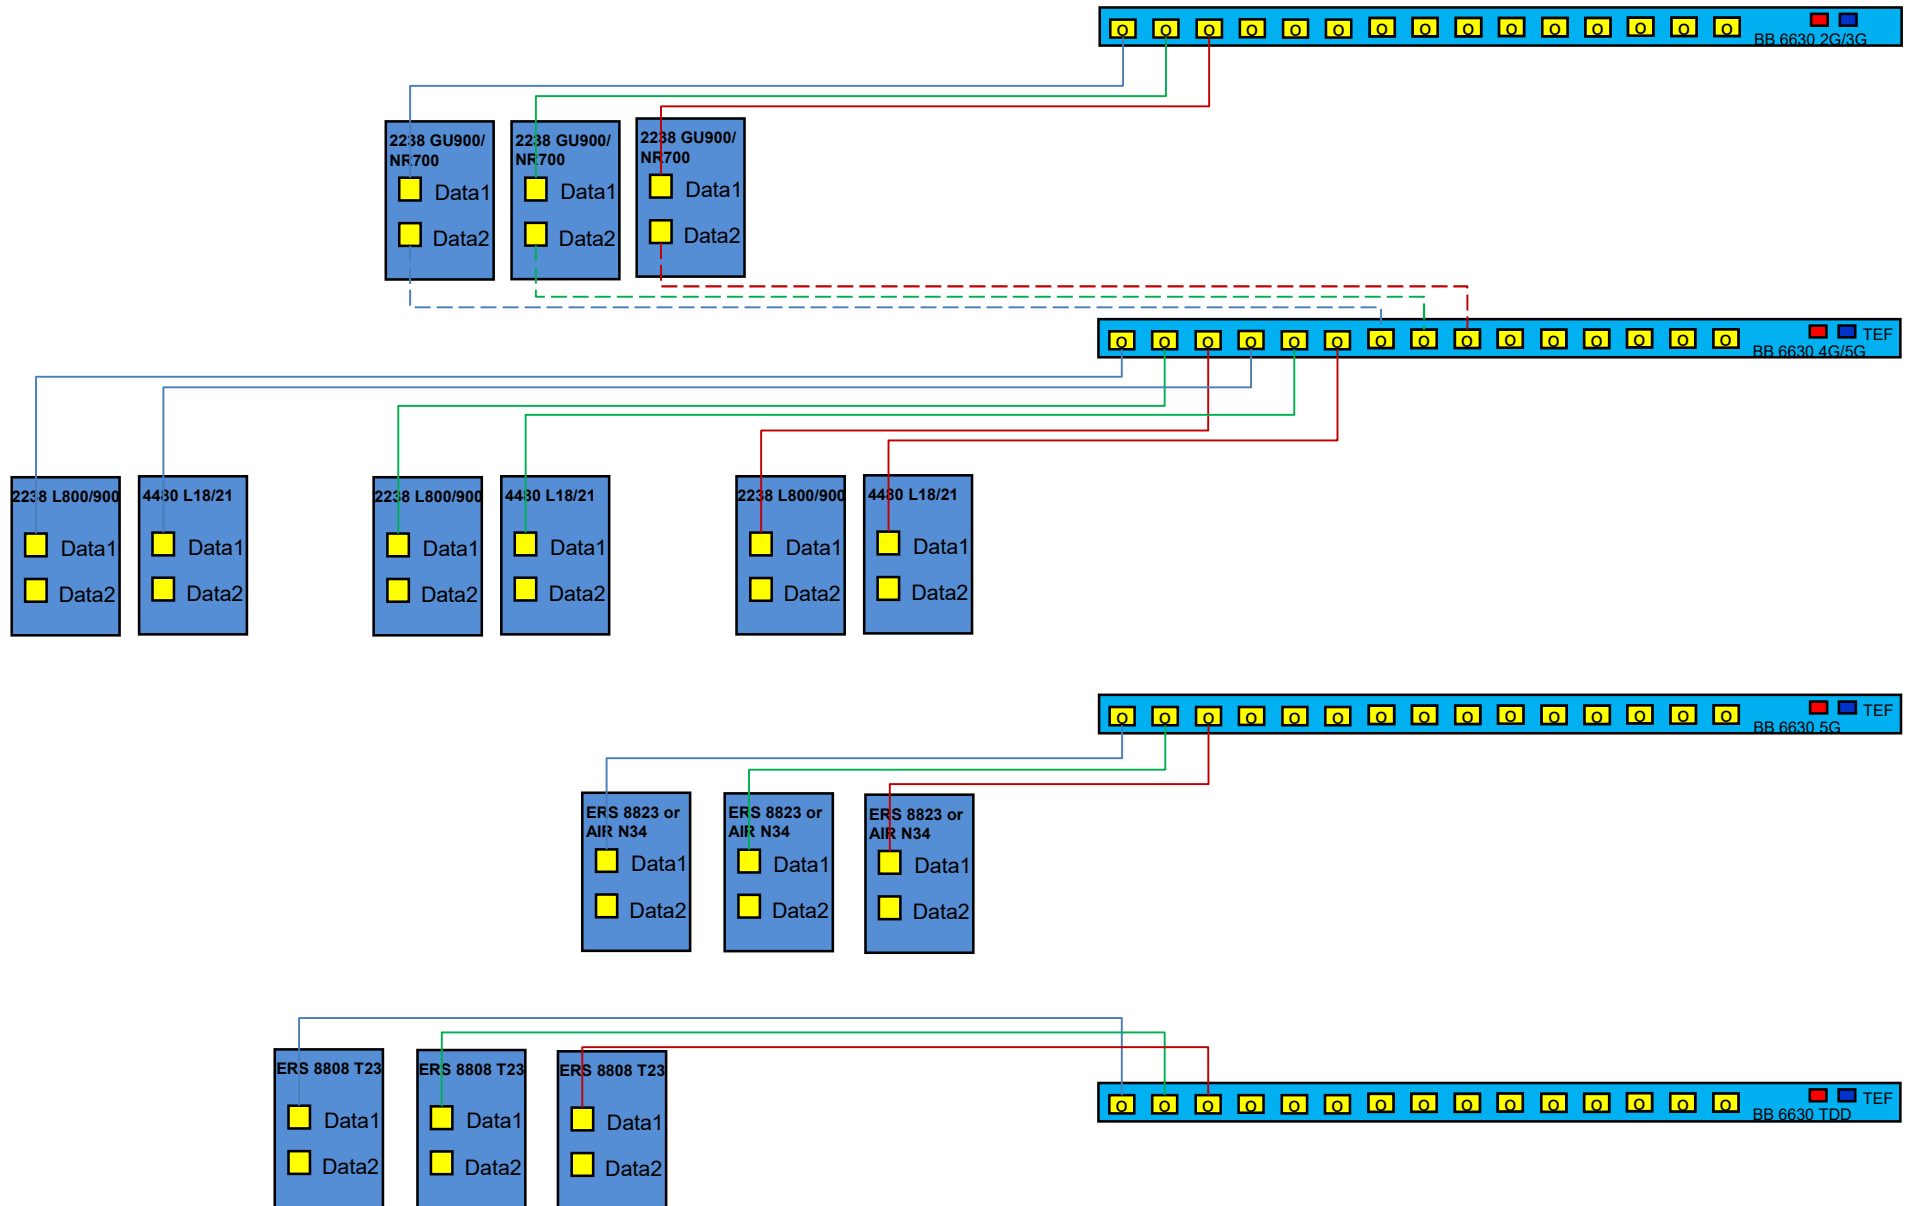 O O O O O O O O O O O O O O O
BB 6630 2G/3G
2238 GU900/
NR700
Data1
Data2
2238 GU900/
NR700
Data1
Data2
2238 GU900/
NR700
Data1
Data2
O O O O O O O O O O O O O O O
TEF
BB 6630 4G/5G
2238 L800/900
Data1
Data2
4480 L18/21
Data1
Data2
2238 L800/900
Data1
Data2
4480 L18/21
Data1
Data2
2238 L800/900
Data1
Data2
4480 L18/21
Data1
Data2
O O O O O O O O O O O O O O O
TEF
BB 6630 5G
ERS 8823 or
AIR N34
Data1
Data2
ERS 8823 or
AIR N34
Data1
Data2
ERS 8823 or
AIR N34
Data1
Data2
ERS 8808 T23
Data1
Data2
ERS 8808 T23
Data1
Data2
ERS 8808 T23
Data1
Data2
O O O O O O O O O O O O O O O
TEF
BB 6630 TDD